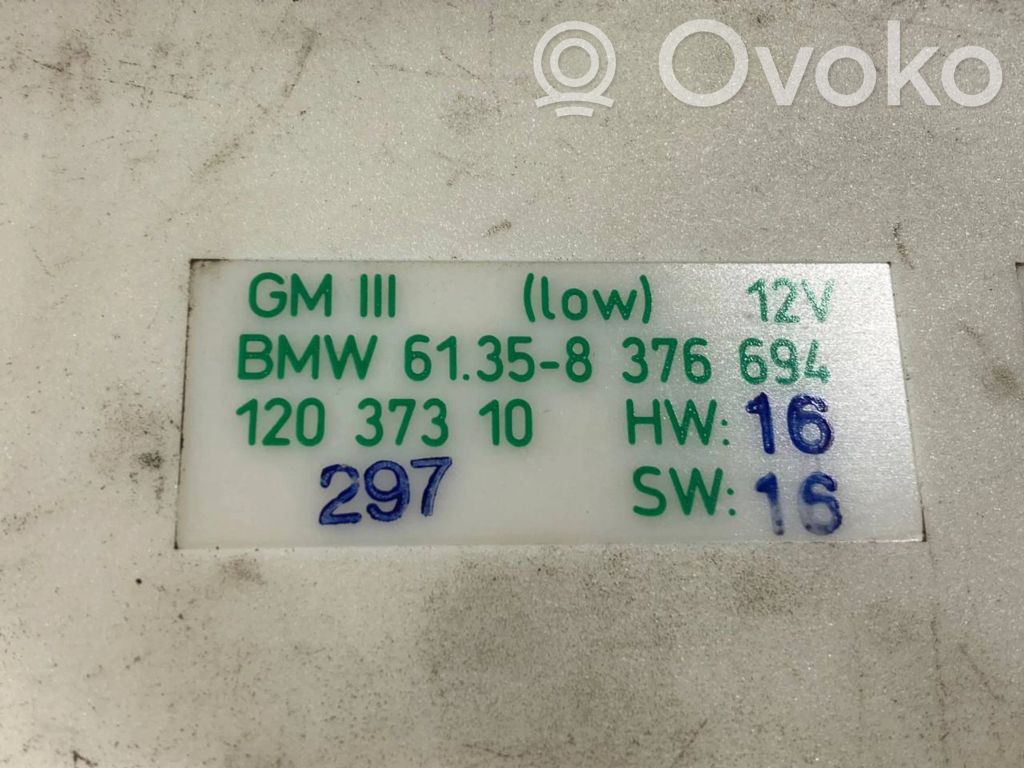 Ovoko
GM III (low) 12V
BMW 61.35-8 376 694
120 373 10 HW: 16
297 SW: 16